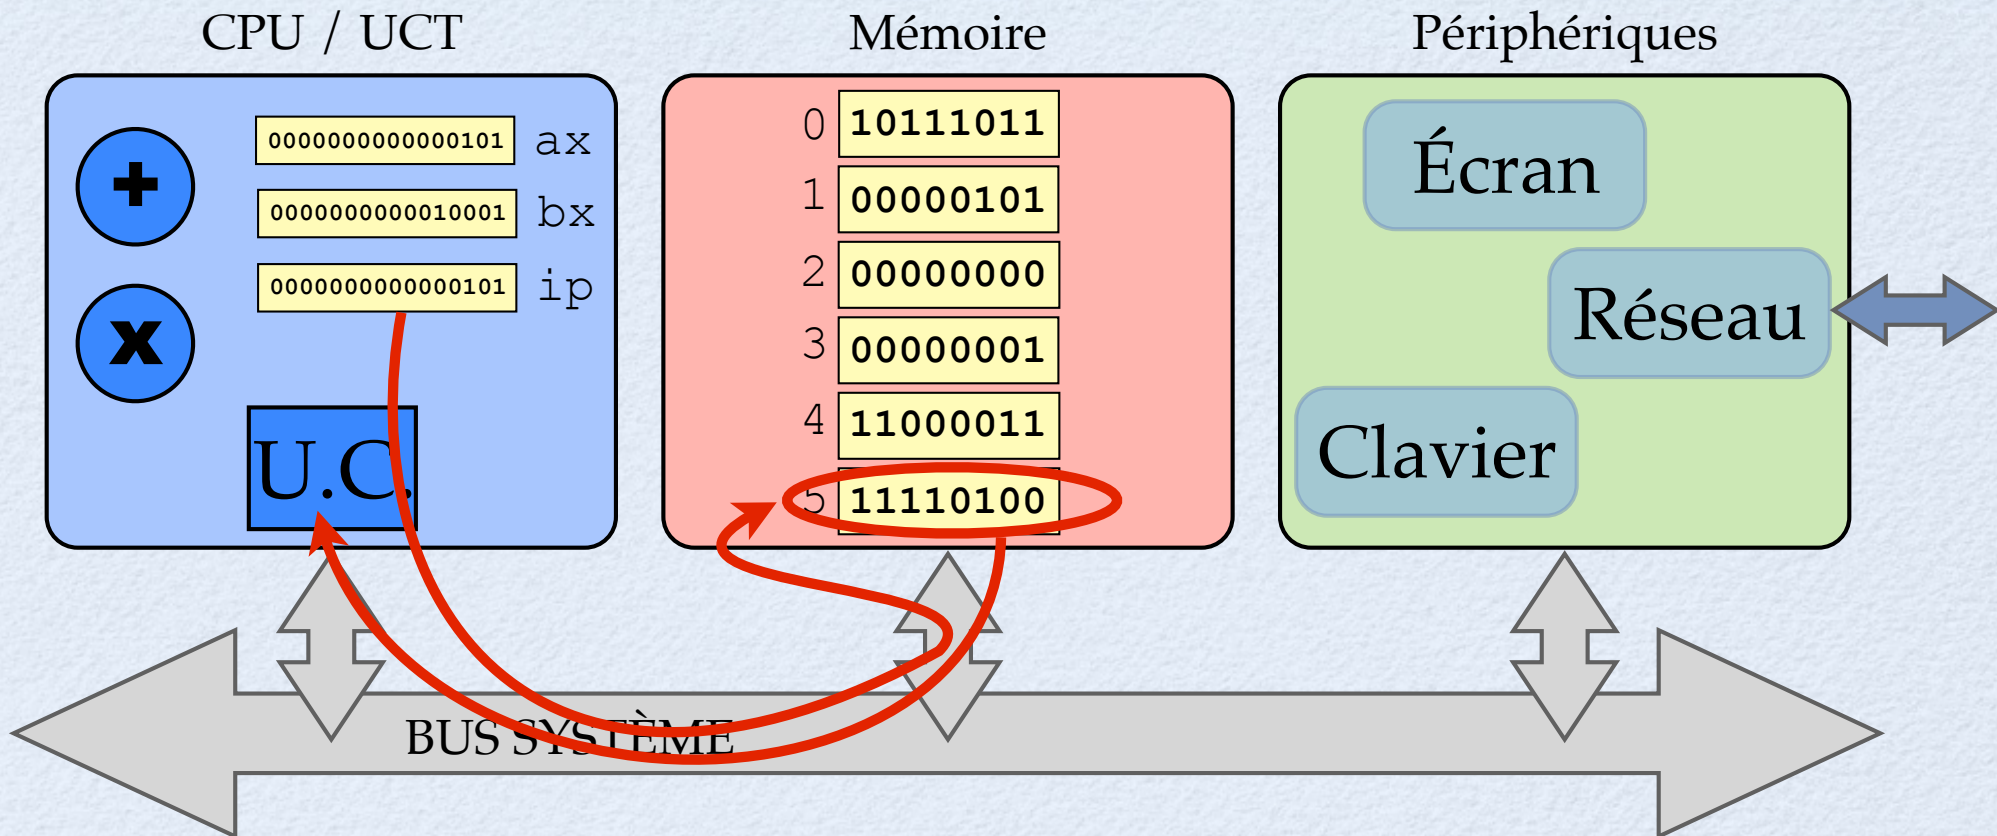 CPU / UCT
Mémoire
Périphériques
+
x
0000000000000101 ax
0000000000010001 bx
0000000000000101 ip
U.C.
0 10111011
1 00000101
2 00000000
3 00000001
4 11000011
5 11110100
Écran
Réseau
Clavier
BUS SYSTÈME